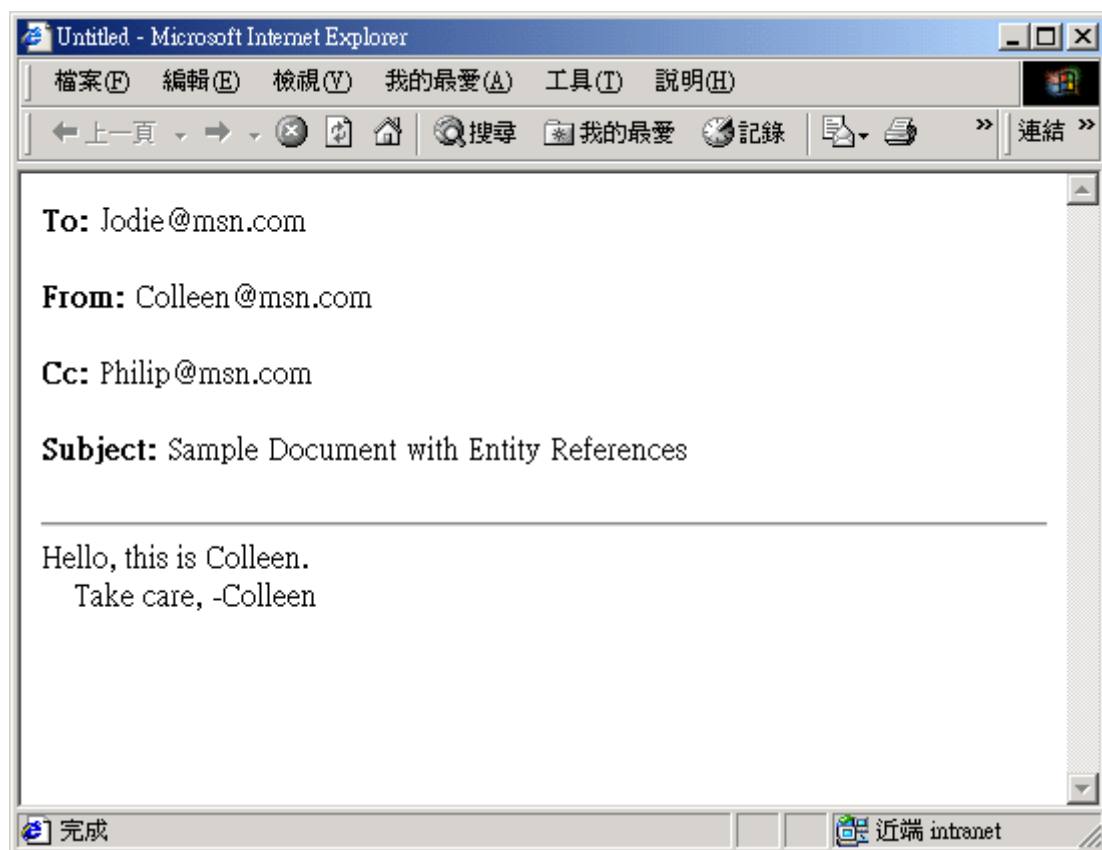 Untitled - Microsoft Internet Explorer
檔案(F) 編輯(E) 檢視(V) 我的最愛(A) 工具(T) 説明(H)
上一頁 搜尋 我的最愛 記錄 » 連結 »
To: Jodie@msn.com
From: Colleen@msn.com
Cc: Philip@msn.com
Subject: Sample Document with Entity References
Hello, this is Colleen.
Take care, -Colleen
完成 近端 intranet